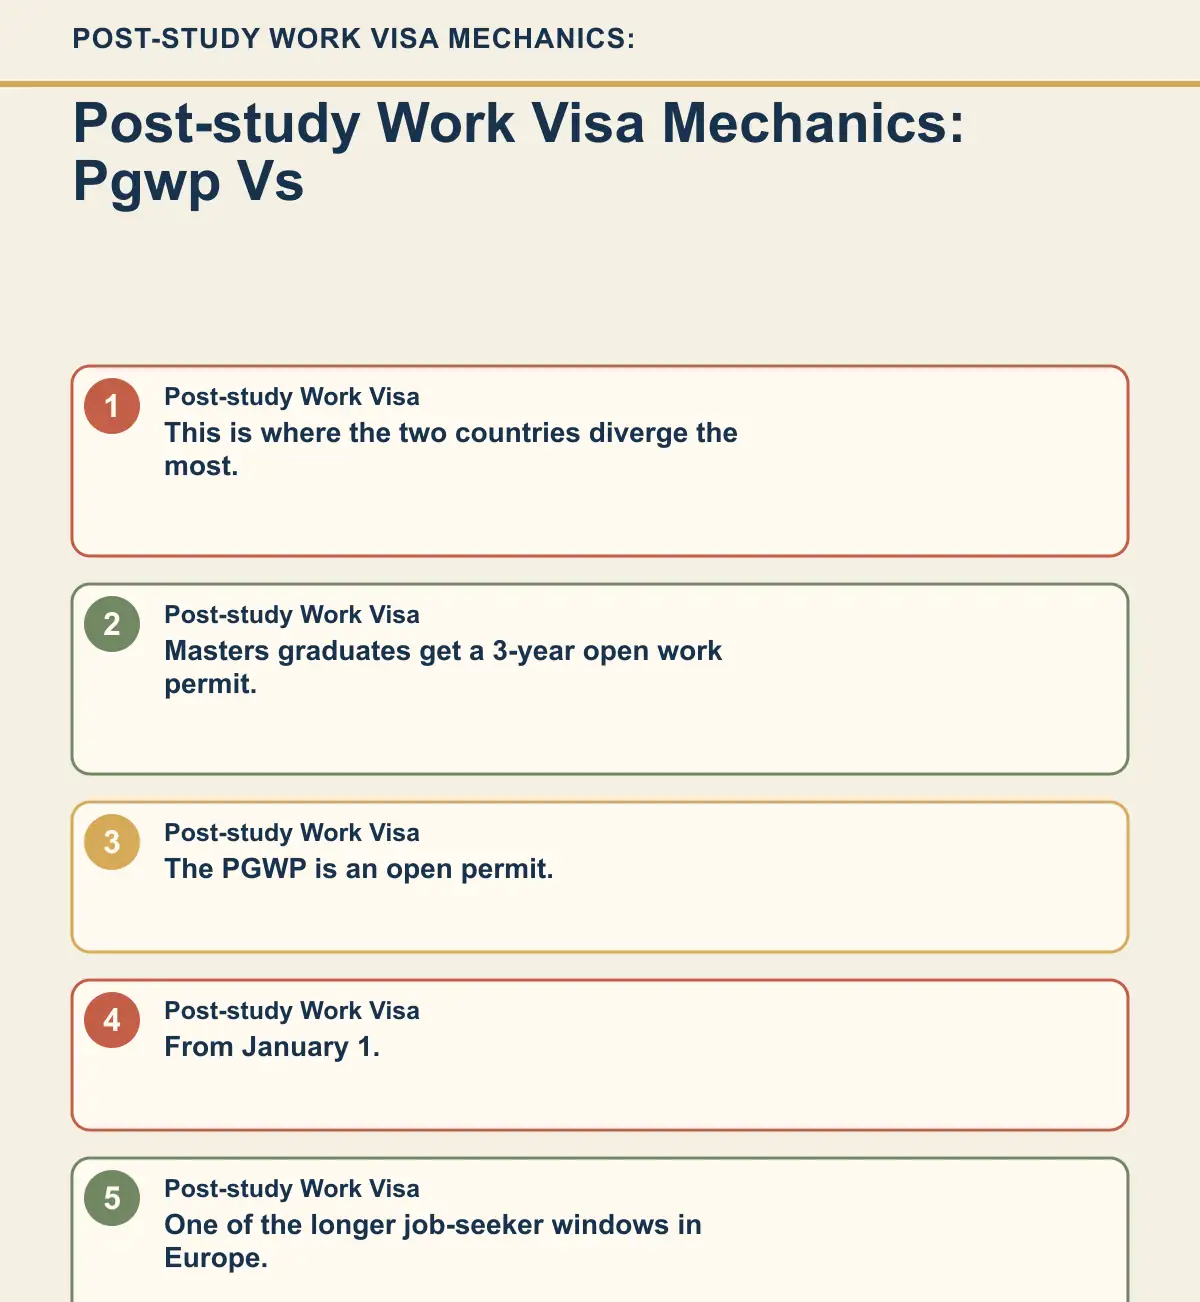 POST-STUDY WORK VISA MECHANICS:
Post-study Work Visa Mechanics:
Pgwp Vs
1
Post-study Work Visa
This is where the two countries diverge the
most.
2
Post-study Work Visa
Masters graduates get a 3-year open work
permit.
3
Post-study Work Visa
The PGWP is an open permit.
4
Post-study Work Visa
From January 1.
5
Post-study Work Visa
One of the longer job-seeker windows in
Europe.